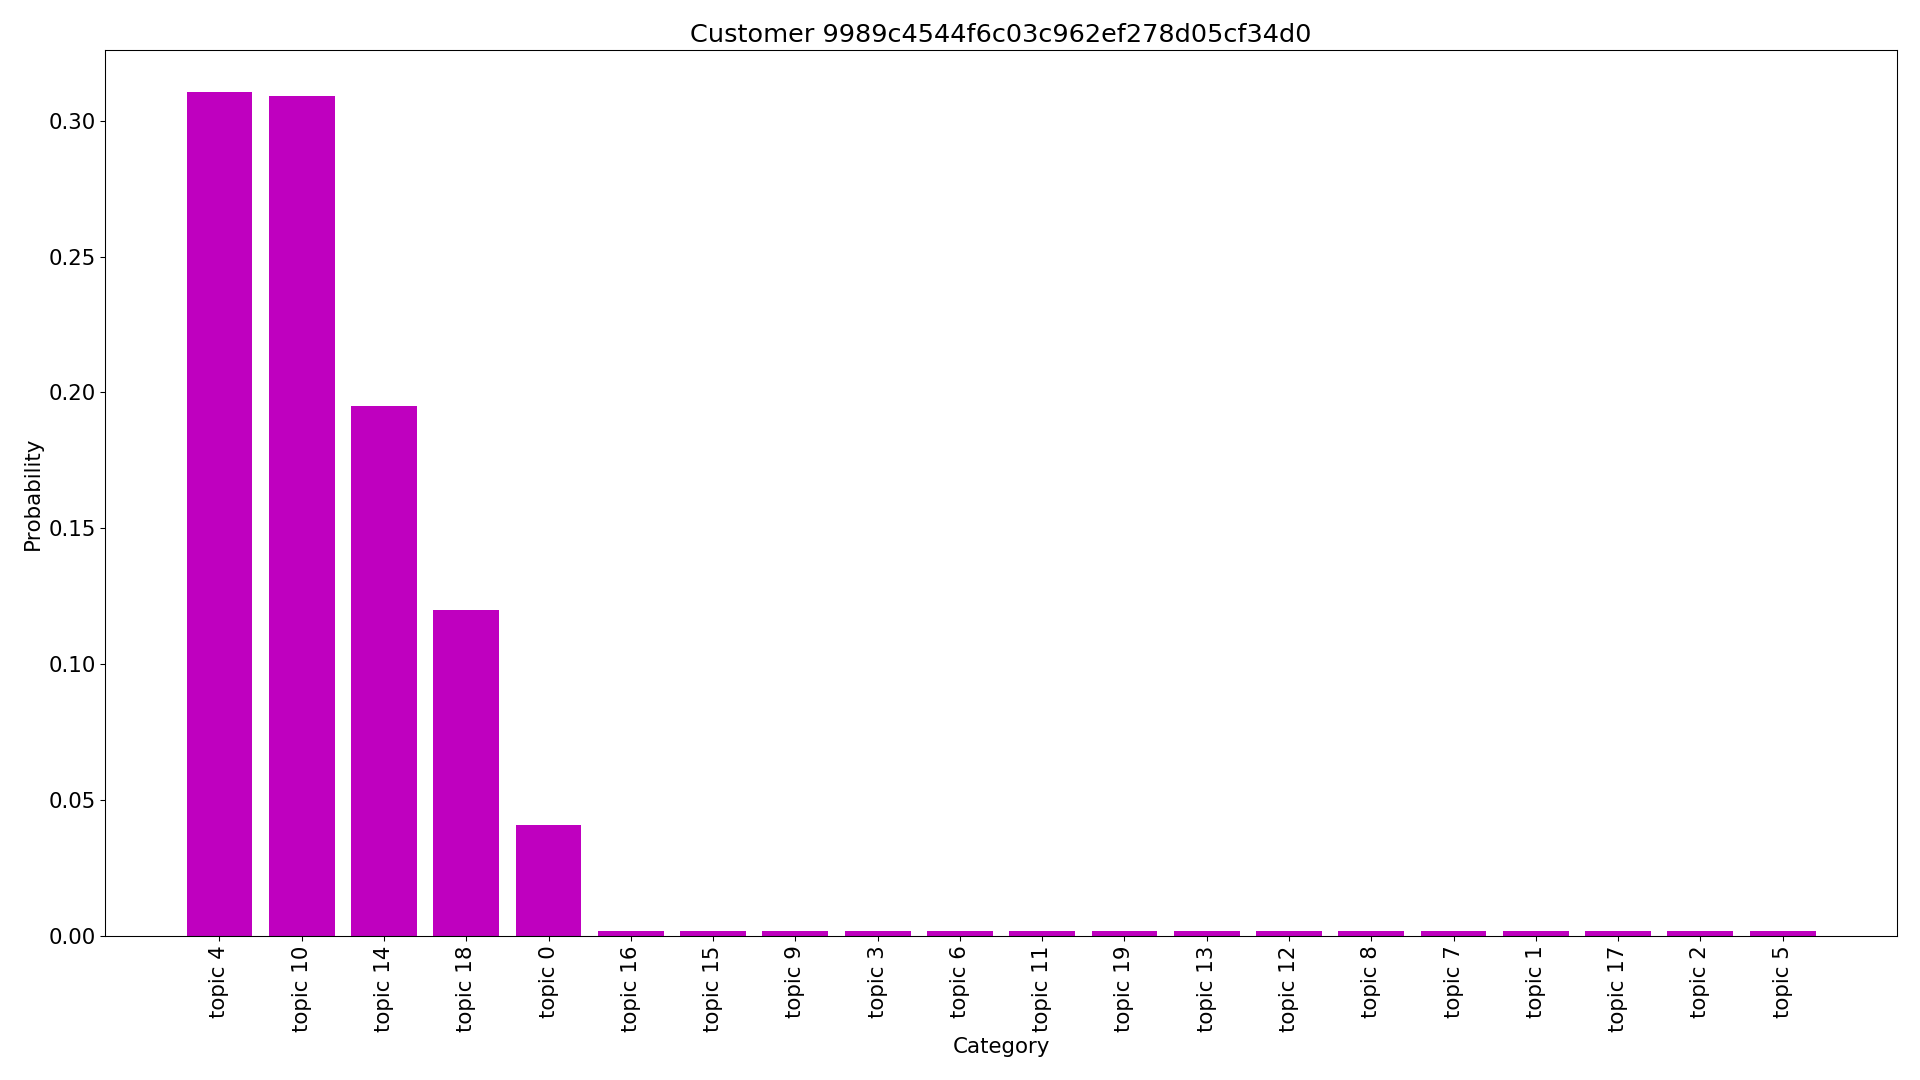 Customer 9989c4544f6c03c962ef278d05cf34d0
Probability
0.30
0.25
0.20
0.15
0.10
0.05
0.00
topic 4
topic 10
topic 14
topic 18
topic 0
topic 16
topic 15
topic 9
topic 3
topic 6
topic 11
topic 19
topic 13
topic 12
topic 8
topic 7
topic 1
topic 17
topic 2
topic 5
Category